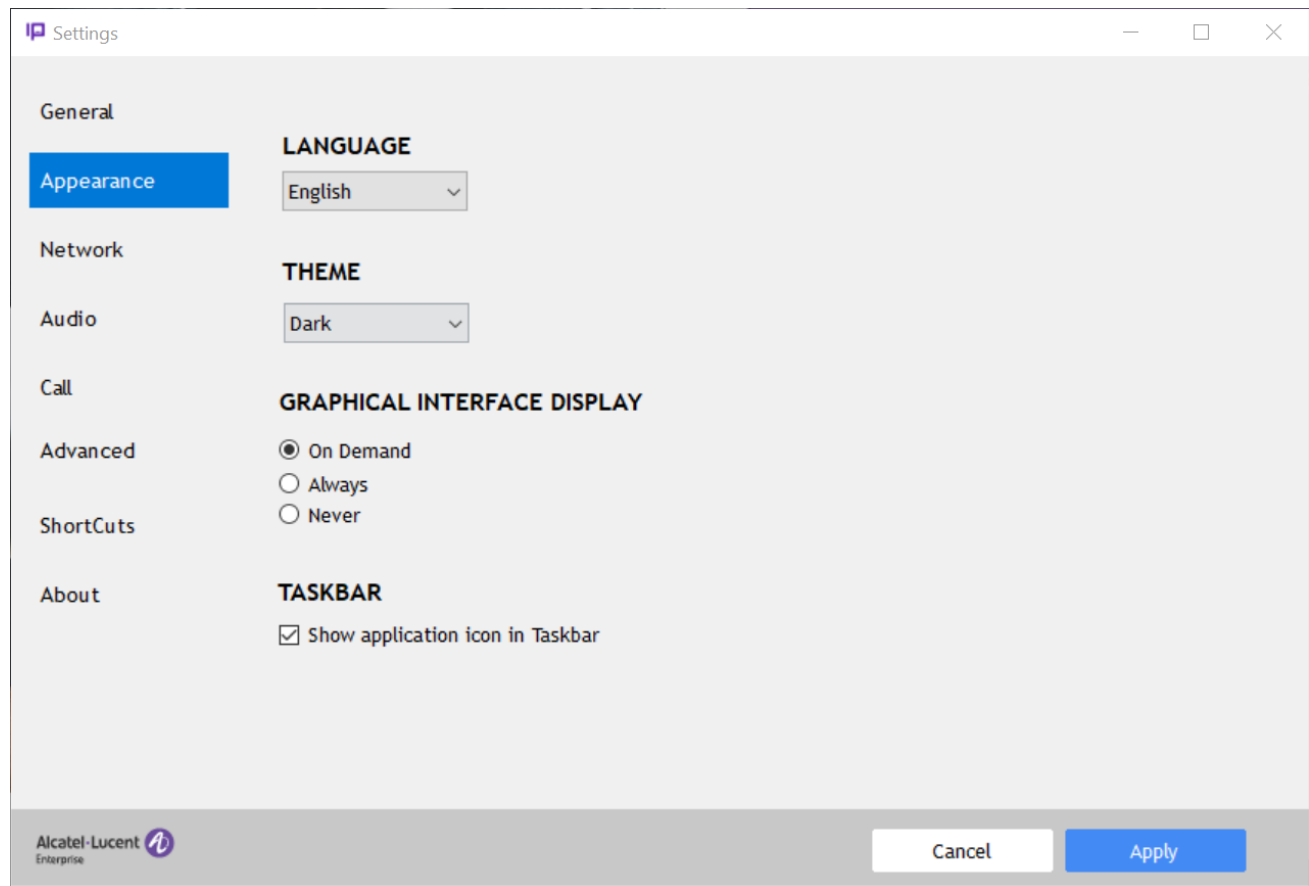 Settings
General
Appearance
Network
Audio
Call
Advanced
ShortCuts
About
LANGUAGE
English
THEME
Dark
GRAPHICAL INTERFACE DISPLAY
On Demand
Always
Never
TASKBAR
Show application icon in Taskbar
Alcatel·Lucent
Enterprise
Cancel
Apply